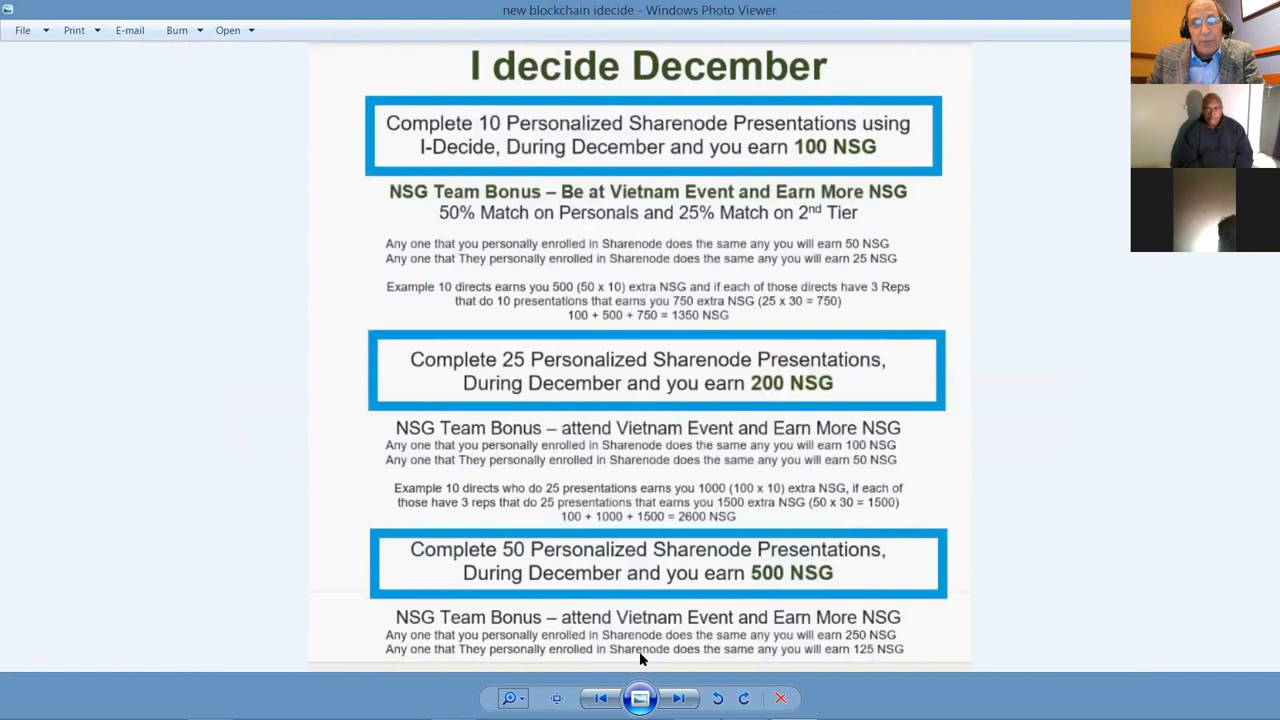 new blockchain idecide - Windows Photo Viewer
File Print E-mail Burn Open
I decide December
Complete 10 Personalized Sharenode Presentations using
I-Decide, During December and you earn 100 NSG
NSG Team Bonus – Be at Vietnam Event and Earn More NSG
50% Match on Personals and 25% Match on 2nd Tier
Any one that you personally enrolled in Sharenode does the same any you will earn 50 NSG
Any one that They personally enrolled in Sharenode does the same any you will earn 25 NSG
Example 10 directs earns you 500 (50 x 10) extra NSG and if each of those directs have 3 Reps
that do 10 presentations that earns you 750 extra NSG (25 x 30 = 750)
100 + 500 + 750 = 1350 NSG
Complete 25 Personalized Sharenode Presentations,
During December and you earn 200 NSG
NSG Team Bonus – attend Vietnam Event and Earn More NSG
Any one that you personally enrolled in Sharenode does the same any you will earn 100 NSG
Any one that They personally enrolled in Sharenode does the same any you will earn 50 NSG
Example 10 directs who do 25 presentations earns you 1000 (100 x 10) extra NSG, if each of
those have 3 reps that do 25 presentations that earns you 1500 extra NSG (50 x 30 = 1500)
100 + 1000 + 1500 = 2600 NSG
Complete 50 Personalized Sharenode Presentations,
During December and you earn 500 NSG
NSG Team Bonus – attend Vietnam Event and Earn More NSG
Any one that you personally enrolled in Sharenode does the same any you will earn 250 NSG
Any one that They personally enrolled in Sharenode does the same any you will earn 125 NSG